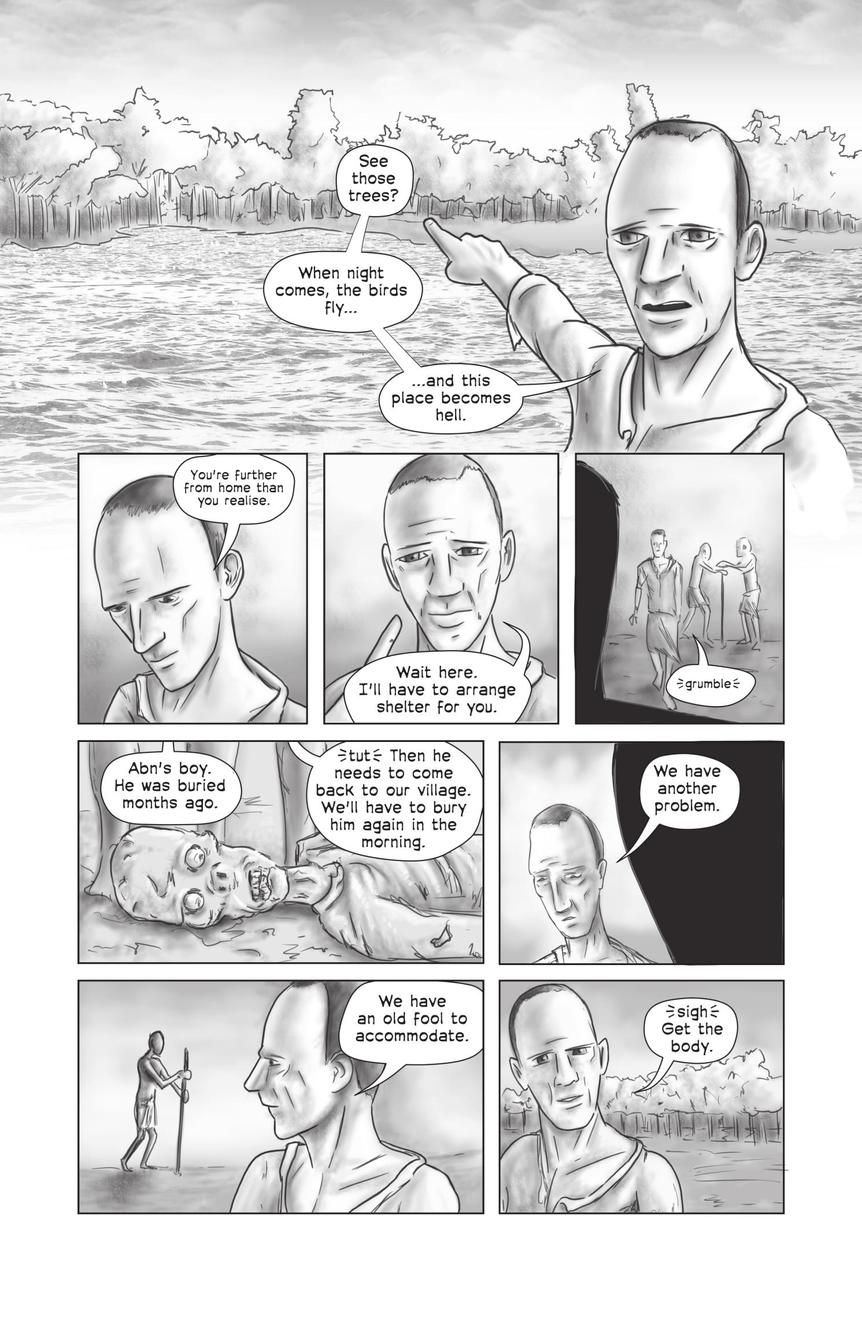 See
those
trees?
When night
comes, the birds
fly...
...and this
place becomes
hell.
You're further
from home than
you realise.
Wait here.
I'll have to arrange
shelter for you.
grumble
Abn's boy.
He was buried
months ago.
tut Then he
needs to come
back to our village.
We'll have to bury
him again in the
morning.
We have
another
problem.
We have
an old fool to
accommodate.
sigh
Get the
body.